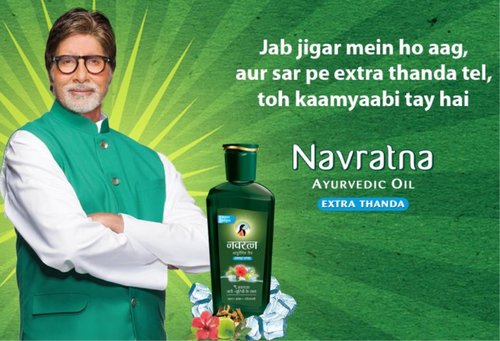 Jab jigar mein ho aag,
aur sar pe extra thanda tel,
toh kaamyaabi tay hai
Navratna
AYURVEDIC OIL
EXTRA THANDA
नवरत्न